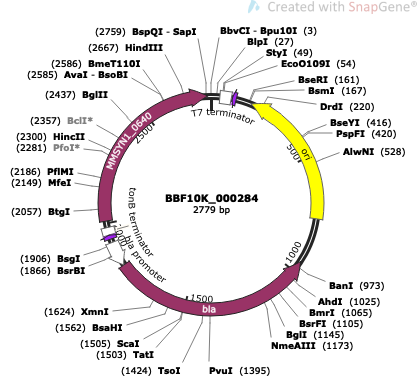 Created with SnapGene®
(2759) BspQI - SapI
(2667) HindIII
(2586) BmeT110I
(2585) AvaI - BsoBI
(2437) BglII
(2357) BclI*
(2300) HincII
(2281) PfoI*
(2186) PflMI
(2149) MfeI
(2057) BtgI
(1906) BsgI
(1866) BsrBI
(1624) XmnI
(1562) BsaHI
(1505) ScaI
(1503) TatI
(1424) TsoI
PvuI (1395)
BbvCI - Bpu10I (3)
BlpI (27)
StyI (49)
EcoO109I (54)
BseRI (161)
BsmI (167)
DrdI (220)
BseYI (416)
PspFI (420)
AlwNI (528)
BanI (973)
AhdI (1025)
BmrI (1065)
BsrFI (1105)
BglI (1145)
NmeAIII (1173)
T7 terminator
MMSYN1_0640
ori
bla
bla promoter
tonB terminator
500
1000
1500
2500
BBF10K_000284
2779 bp